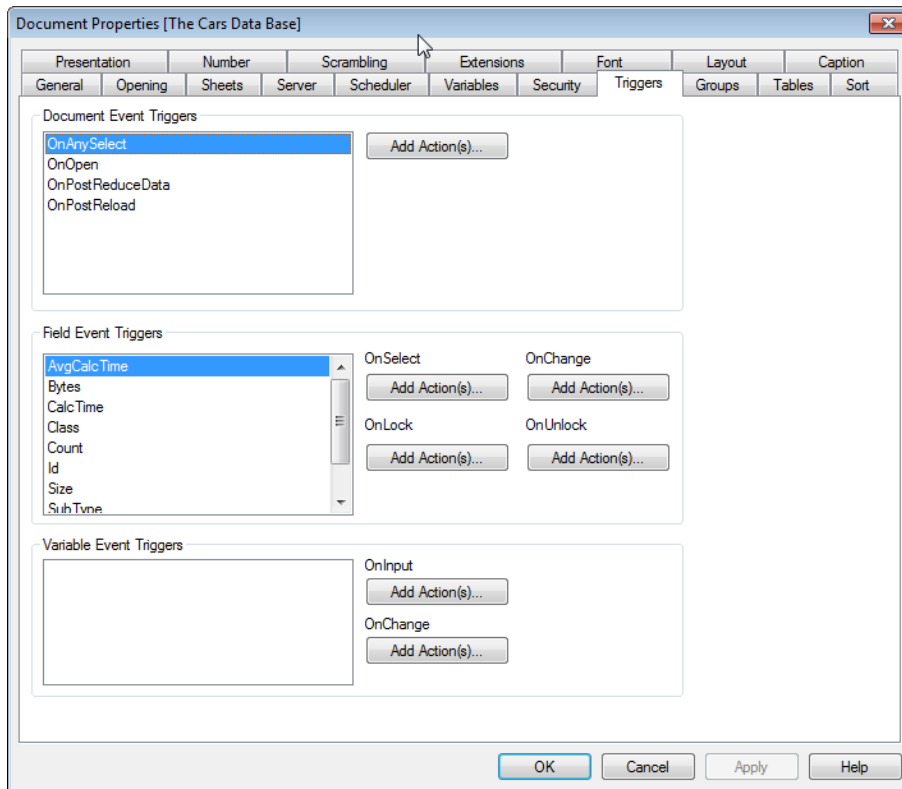 Document Properties [The Cars Data Base]
Presentation Number Scrambling Extensions Font Layout Caption
General Opening Sheets Server Scheduler Variables Security Triggers Groups Tables Sort
Document Event Triggers
OnAnySelect
Add Action(s)...
OnOpen
OnPostReduceData
OnPostReload
Field Event Triggers
AvgCalcTime
Bytes
CalcTime
Class
Count
Id
Size
SubType
OnSelect OnChange
Add Action(s)... Add Action(s)...
OnLock OnUnlock
Add Action(s)... Add Action(s)...
Variable Event Triggers
OnInput
Add Action(s)...
OnChange
Add Action(s)...
OK Cancel Apply Help